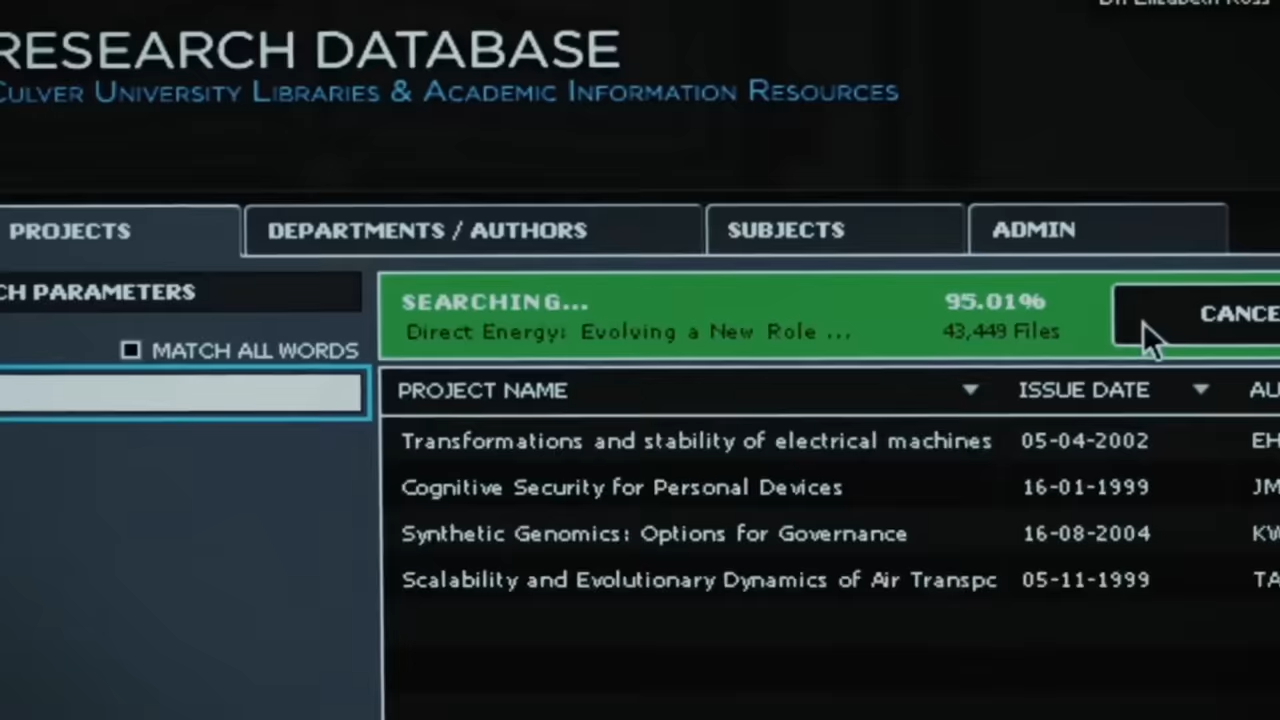 RESEARCH DATABASE
CULVER UNIVERSITY LIBRARIES & ACADEMIC INFORMATION RESOURCES
PROJECTS
DEPARTMENTS / AUTHORS
SUBJECTS
ADMIN
CH PARAMETERS
MATCH ALL WORDS
SEARCHING...
95.01%
CANCE
Direct Energy: Evolving a New Role ...
43,449 Files
PROJECT NAME
ISSUE DATE
AU
Transformations and stability of electrical machines 05-04-2002 EH
Cognitive Security for Personal Devices 16-01-1999 JM
Synthetic Genomics: Options for Governance 16-08-2004 KW
Scalability and Evolutionary Dynamics of Air Transpc 05-11-1999 TA